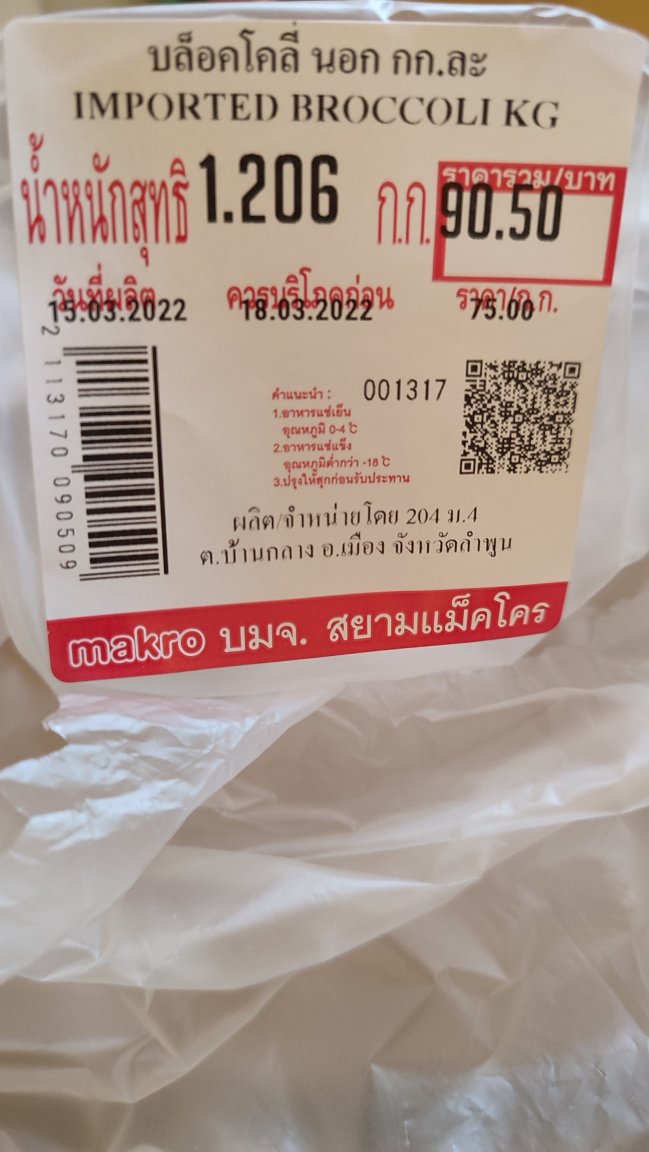 บล็อคโคลี่ นอก กก.ละ
IMPORTED BROCCOLI KG
น้ำหนักสุทธิ 1.206 ก.ก.
ราคารวม/บาท
90.50
วันที่ผลิต ควรบริโภคก่อน ราคา/ก.ก.
15.03.2022 18.03.2022 75.00
2 113170 090509
คำแนะนำ : 001317
1.อาหารแช่เย็น
อุณหภูมิ 0-4 ํC
2.อาหารแช่แข็ง
อุณหภูมิต่ำกว่า -18 ํC
3.ปรุงให้สุกก่อนรับประทาน
ผลิต/จำหน่ายโดย 204 ม.4
ต.บ้านกลาง อ.เมือง จังหวัดลำพูน
makro บมจ. สยามแม็คโคร